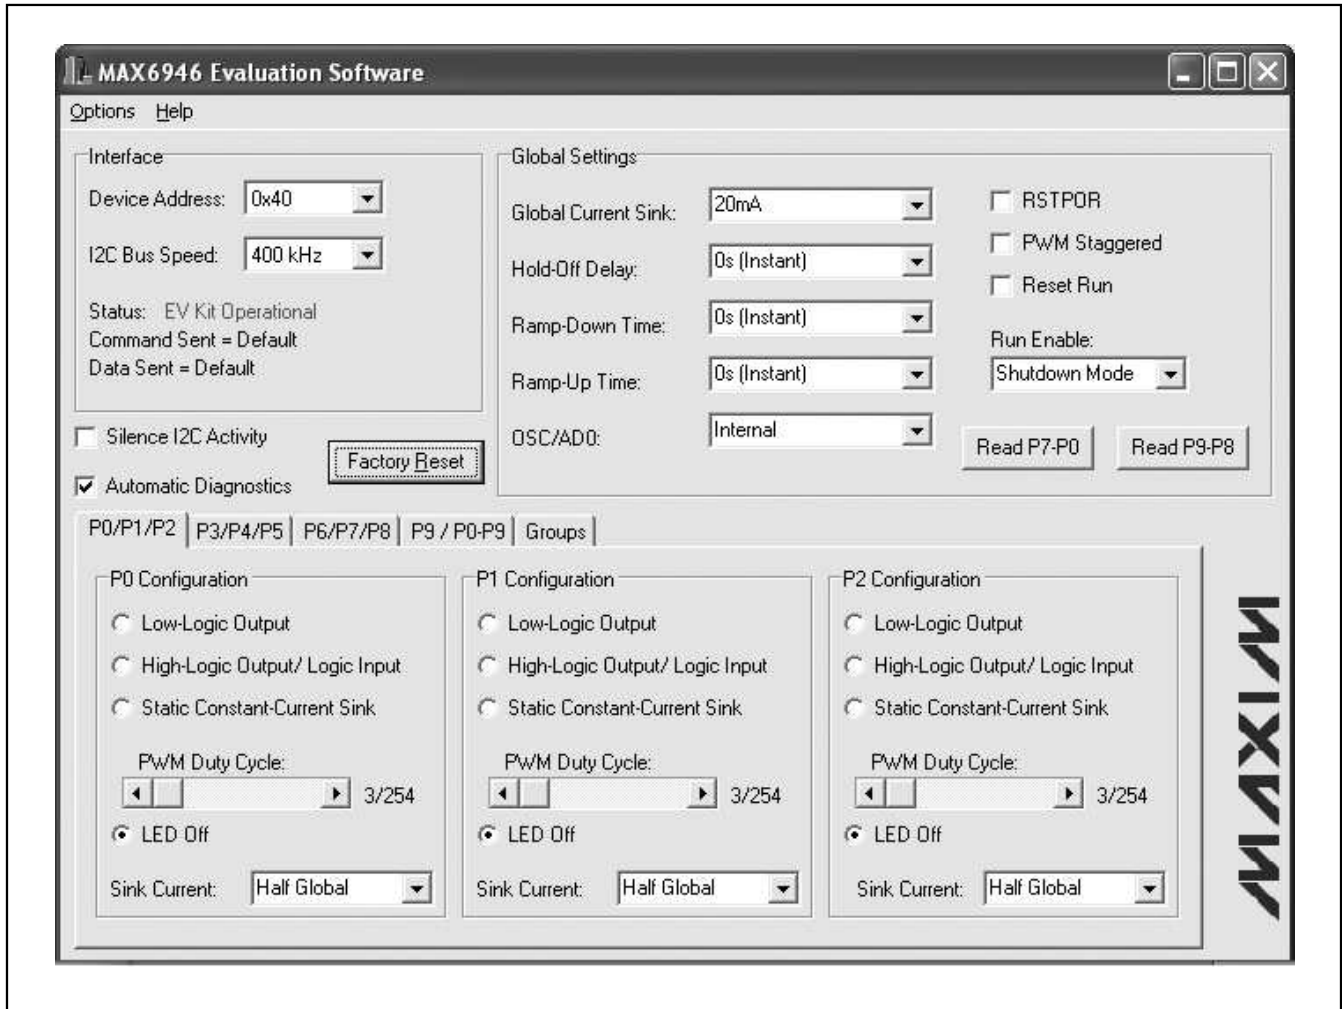 MAX6946 Evaluation Software
Options Help
Interface
Device Address: 0x40
I2C Bus Speed: 400 kHz
Status: EV Kit Operational
Command Sent = Default
Data Sent = Default
Silence I2C Activity
Automatic Diagnostics
Factory Reset
Global Settings
Global Current Sink: 20mA
Hold-Off Delay: 0s (Instant)
Ramp-Down Time: 0s (Instant)
Ramp-Up Time: 0s (Instant)
OSC/AD0: Internal
RSTPOR
PWM Staggered
Reset Run
Run Enable:
Shutdown Mode
Read P7-P0 Read P9-P8
P0/P1/P2 P3/P4/P5 P6/P7/P8 P9 / P0-P9 Groups
P0 Configuration
Low-Logic Output
High-Logic Output/ Logic Input
Static Constant-Current Sink
PWM Duty Cycle:
3/254
LED Off
Sink Current: Half Global
P1 Configuration
Low-Logic Output
High-Logic Output/ Logic Input
Static Constant-Current Sink
PWM Duty Cycle:
3/254
LED Off
Sink Current: Half Global
P2 Configuration
Low-Logic Output
High-Logic Output/ Logic Input
Static Constant-Current Sink
PWM Duty Cycle:
3/254
LED Off
Sink Current: Half Global
MAXIM